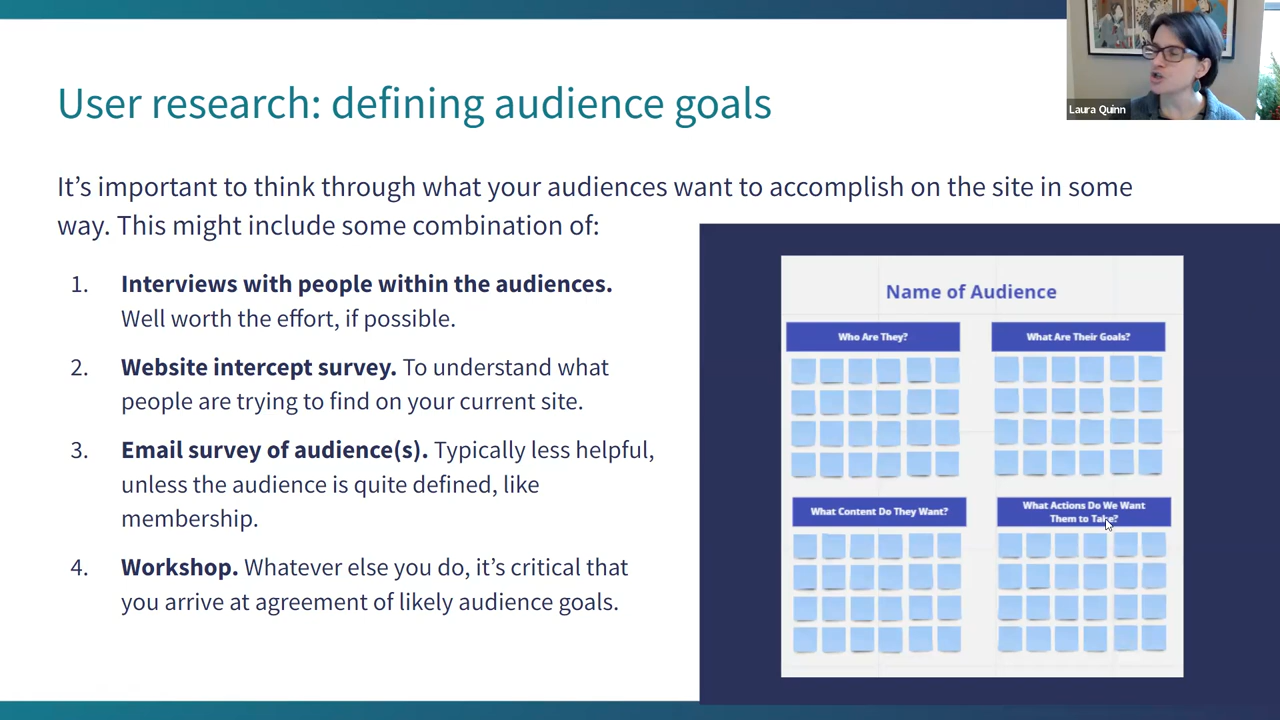 Laura Quinn
User research: defining audience goals
It’s important to think through what your audiences want to accomplish on the site in some
way. This might include some combination of:
1. Interviews with people within the audiences.
Well worth the effort, if possible.
2. Website intercept survey. To understand what
people are trying to find on your current site.
3. Email survey of audience(s). Typically less helpful,
unless the audience is quite defined, like
membership.
4. Workshop. Whatever else you do, it’s critical that
you arrive at agreement of likely audience goals.
Name of Audience
Who Are They?
What Are Their Goals?
What Content Do They Want?
What Actions Do We Want
Them to Take?